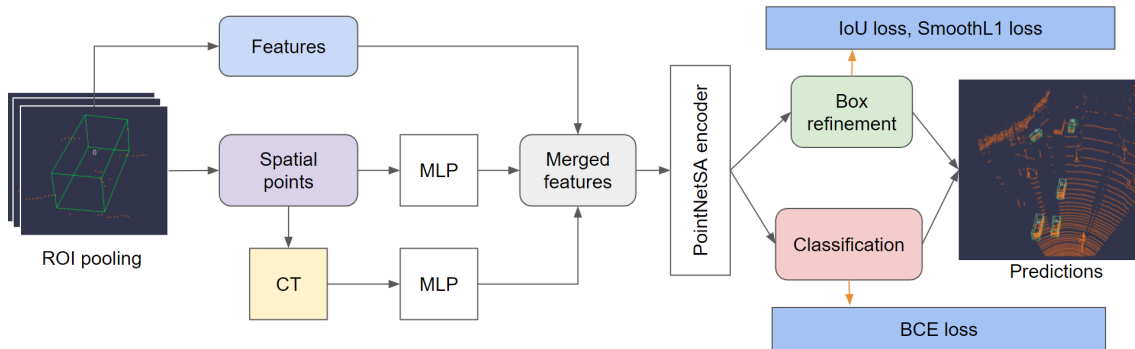 IoU loss, SmoothL1 loss
Features
Box
refinement
Spatial
points
MLP
Merged
features
PointNetSA encoder
0
ROI pooling
CT
MLP
Classification
Predictions
BCE loss